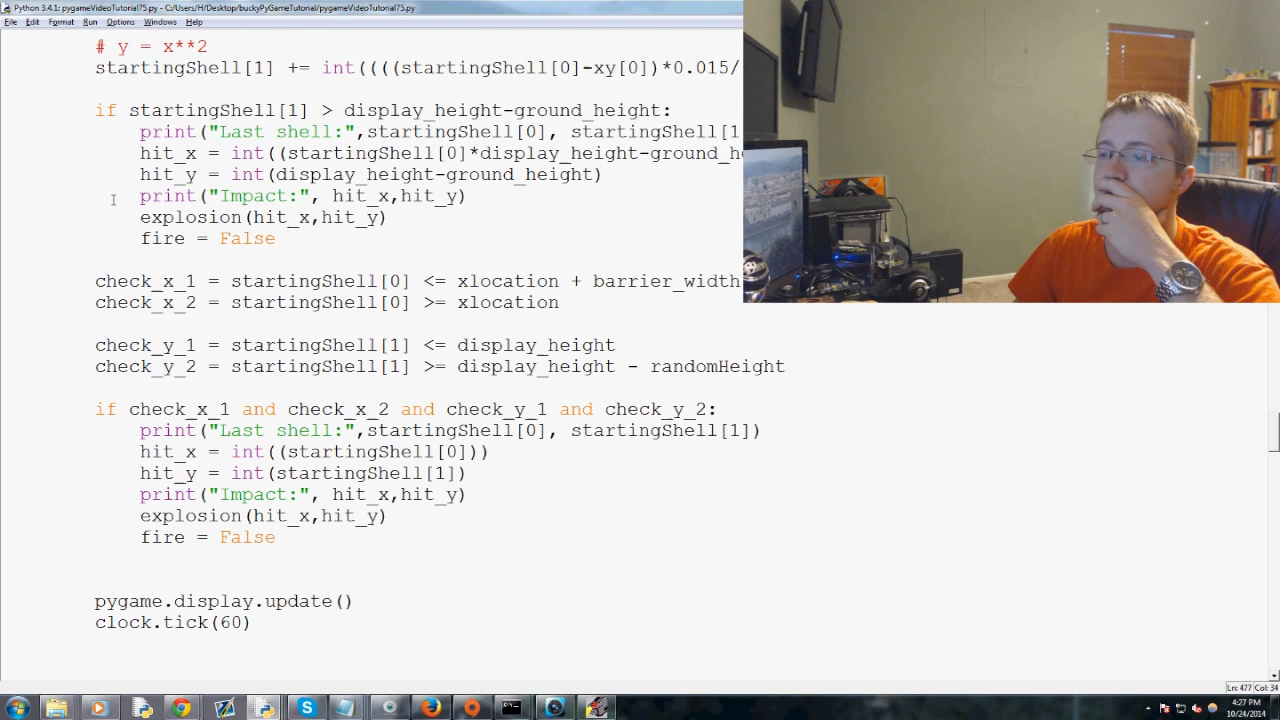 Python 3.4.1: pygameVideoTutorial75.py - C:/Users/H/Desktop/buckyPyGameTutorial/pygameVideoTutorial75.py
File Edit Format Run Options Windows Help
# y = x**2
startingShell[1] += int((((startingShell[0]-xy[0])*0.015/
if startingShell[1] > display_height-ground_height:
print("Last shell:",startingShell[0], startingShell[1
hit_x = int((startingShell[0]*display_height-ground_he
hit_y = int(display_height-ground_height)
print("Impact:", hit_x,hit_y)
explosion(hit_x,hit_y)
fire = False
check_x_1 = startingShell[0] <= xlocation + barrier_width
check_x_2 = startingShell[0] >= xlocation
check_y_1 = startingShell[1] <= display_height
check_y_2 = startingShell[1] >= display_height - randomHeight
if check_x_1 and check_x_2 and check_y_1 and check_y_2:
print("Last shell:",startingShell[0], startingShell[1])
hit_x = int((startingShell[0]))
hit_y = int(startingShell[1])
print("Impact:", hit_x,hit_y)
explosion(hit_x,hit_y)
fire = False
pygame.display.update()
clock.tick(60)
Ln: 477 Col: 34
4:27 PM
10/24/2014